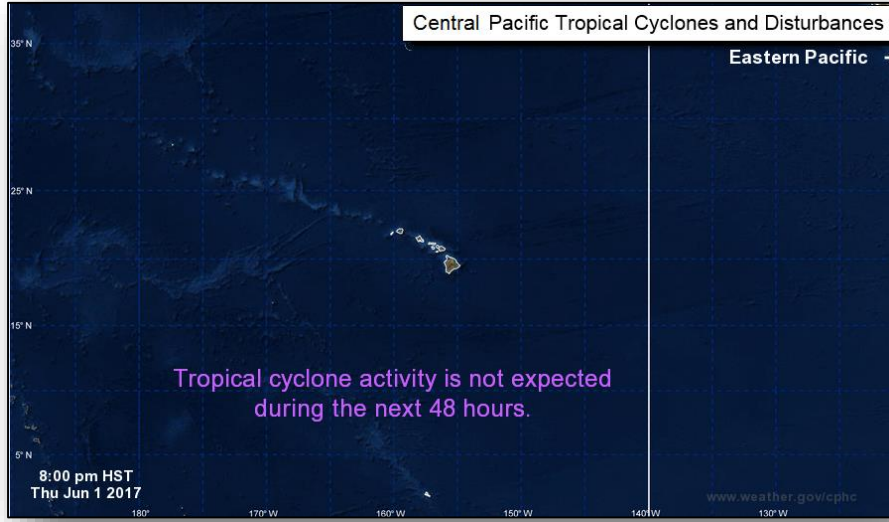 Central Pacific Tropical Cyclones and Disturbances
Eastern Pacific
35° N
25° N
15° N
Tropical cyclone activity is not expected
during the next 48 hours.
5° N
8:00 pm HST
Thu Jun 1 2017
www.weather.gov/cphc
180° 170° W 160° W 150° W 140° W 130° W